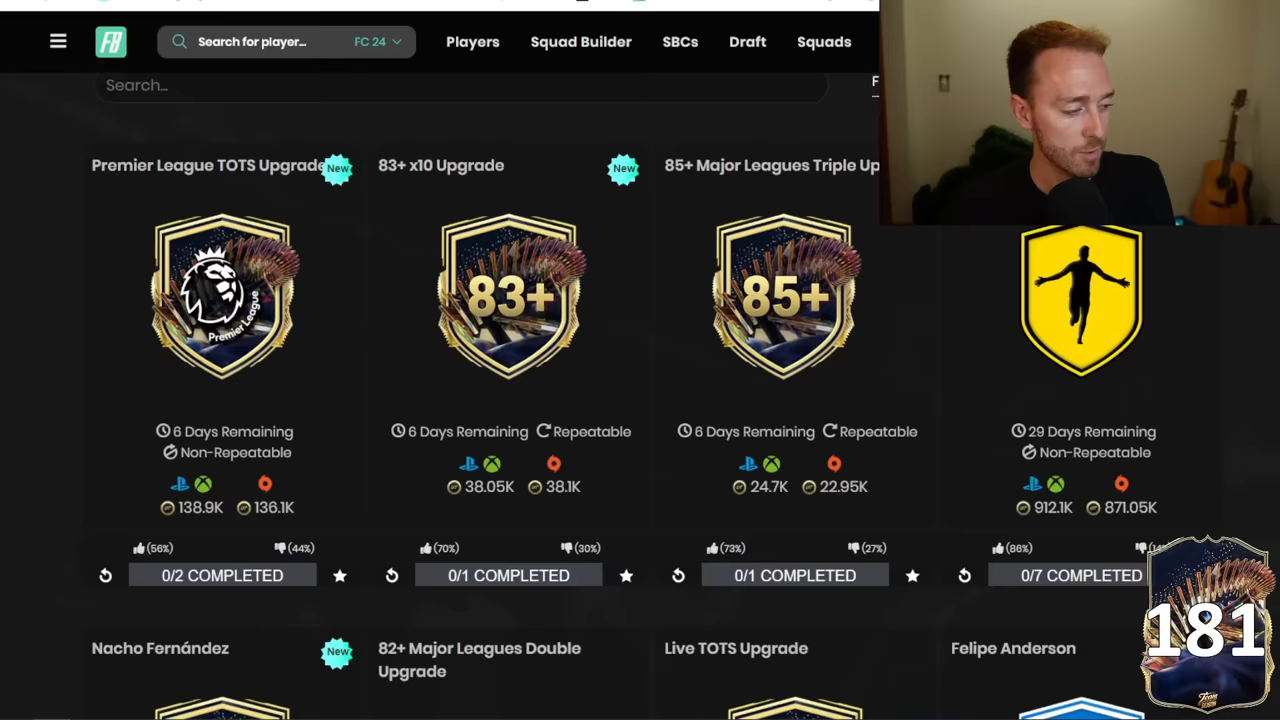 FB
Search for player...
FC 24
Players
Squad Builder
SBCs
Draft
Squads
Search...
F
Premier League TOTS Upgrade
New
83+ x10 Upgrade
New
85+ Major Leagues Triple Up
Premier League
83+
85+
6 Days Remaining
Non-Repeatable
138.9K
136.1K
6 Days Remaining
Repeatable
38.05K
38.1K
6 Days Remaining
Repeatable
24.7K
22.95K
29 Days Remaining
Non-Repeatable
912.1K
871.05K
(56%)
(44%)
(70%)
(30%)
(73%)
(27%)
(86%)
0/2 COMPLETED
0/1 COMPLETED
0/1 COMPLETED
0/7 COMPLETED
181
Nacho Fernández
New
82+ Major Leagues Double
Upgrade
Live TOTS Upgrade
Felipe Anderson